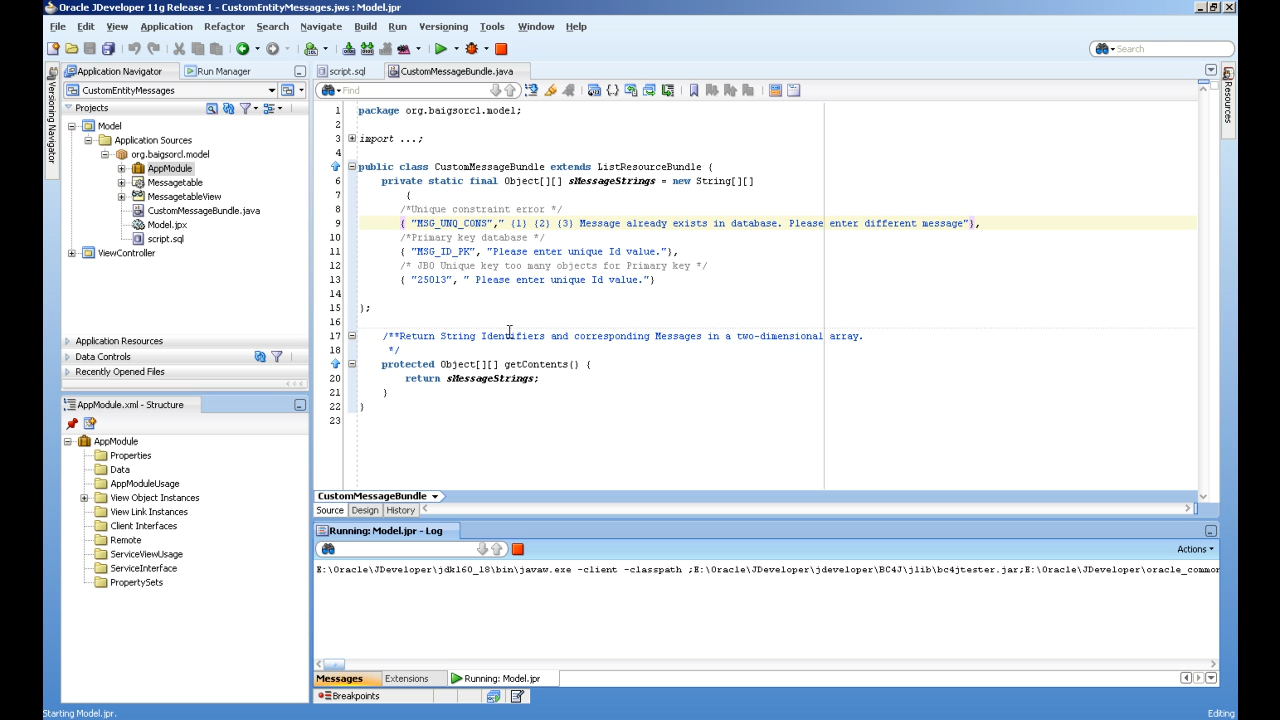 Oracle JDeveloper 11g Release 1 - CustomEntityMessages.jws : Model.jpr
File Edit View Application Refactor Search Navigate Build Run Versioning Tools Window Help
Search
Application Navigator
Run Manager
script.sql
CustomMessageBundle.java
CustomEntityMessages
Find
Projects
Versioning Navigator
Resources
Model
Application Sources
org.baigsorcl.model
AppModule
Messagetable
MessagetableView
CustomMessageBundle.java
Model.jpx
script.sql
ViewController
Application Resources
Data Controls
Recently Opened Files
1 package org.baigsorcl.model;
2
3 import ...;
4
5 public class CustomMessageBundle extends ListResourceBundle {
6 private static final Object[][] sMessageStrings = new String[][]
7 {
8 /*Unique constraint error */
9 { "MSG_UNQ_CONS"," {1} {2} {3} Message already exists in database. Please enter different message"},
10 /*Primary key database */
11 { "MSG_ID_PK", "Please enter unique Id value."},
12 /* JBO Unique key too many objects for Primary key */
13 { "25013", " Please enter unique Id value."}
14
15 };
16
17 /**Return String Identifiers and corresponding Messages in a two-dimensional array.
18 */
19 protected Object[][] getContents() {
20 return sMessageStrings;
21 }
22 }
23
AppModule.xml - Structure
AppModule
Properties
Data
AppModuleUsage
View Object Instances
View Link Instances
Client Interfaces
Remote
ServiceViewUsage
ServiceInterface
PropertySets
CustomMessageBundle
Source Design History
Running: Model.jpr - Log
Actions
E:\Oracle\JDeveloper\jdk160_18\bin\javaw.exe -client -classpath ;E:\Oracle\JDeveloper\jdeveloper\BC4J\jlib\bc4jtester.jar;E:\Oracle\JDeveloper\oracle_common
Messages Extensions Running: Model.jpr
Breakpoints
Starting Model.jpr.
Editing